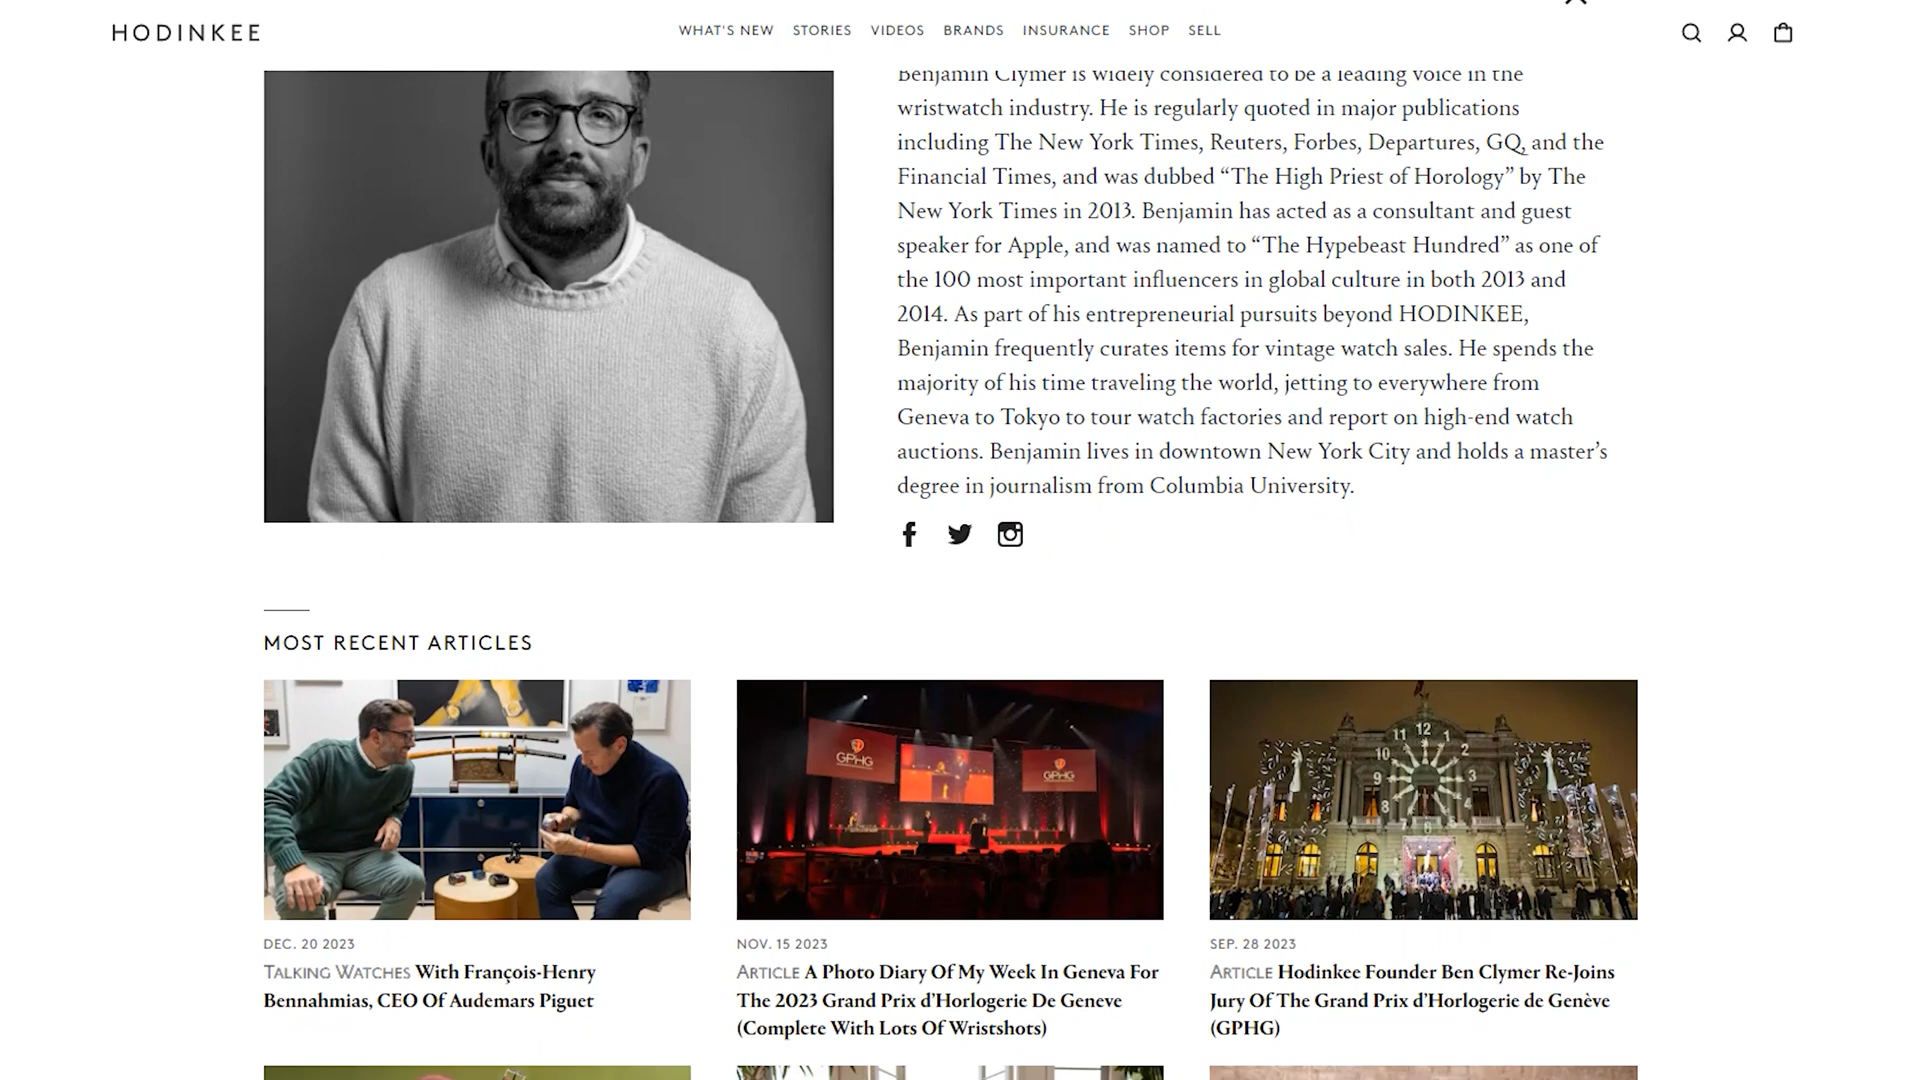 HODINKEE
WHAT'S NEW STORIES VIDEOS BRANDS INSURANCE SHOP SELL
Benjamin Clymer is widely considered to be a leading voice in the
wristwatch industry. He is regularly quoted in major publications
including The New York Times, Reuters, Forbes, Departures, GQ, and the
Financial Times, and was dubbed “The High Priest of Horology” by The
New York Times in 2013. Benjamin has acted as a consultant and guest
speaker for Apple, and was named to “The Hypebeast Hundred” as one of
the 100 most important influencers in global culture in both 2013 and
2014. As part of his entrepreneurial pursuits beyond HODINKEE,
Benjamin frequently curates items for vintage watch sales. He spends the
majority of his time traveling the world, jetting to everywhere from
Geneva to Tokyo to tour watch factories and report on high-end watch
auctions. Benjamin lives in downtown New York City and holds a master’s
degree in journalism from Columbia University.
MOST RECENT ARTICLES
GPHG
GPHG
12
11 1
10 2
9 3
8 4
DEC. 20 2023
TALKING WATCHES With François-Henry
Bennahmias, CEO Of Audemars Piguet
NOV. 15 2023
ARTICLE A Photo Diary Of My Week In Geneva For
The 2023 Grand Prix d’Horlogerie De Geneve
(Complete With Lots Of Wristshots)
SEP. 28 2023
ARTICLE Hodinkee Founder Ben Clymer Re-Joins
Jury Of The Grand Prix d’Horlogerie de Genève
(GPHG)